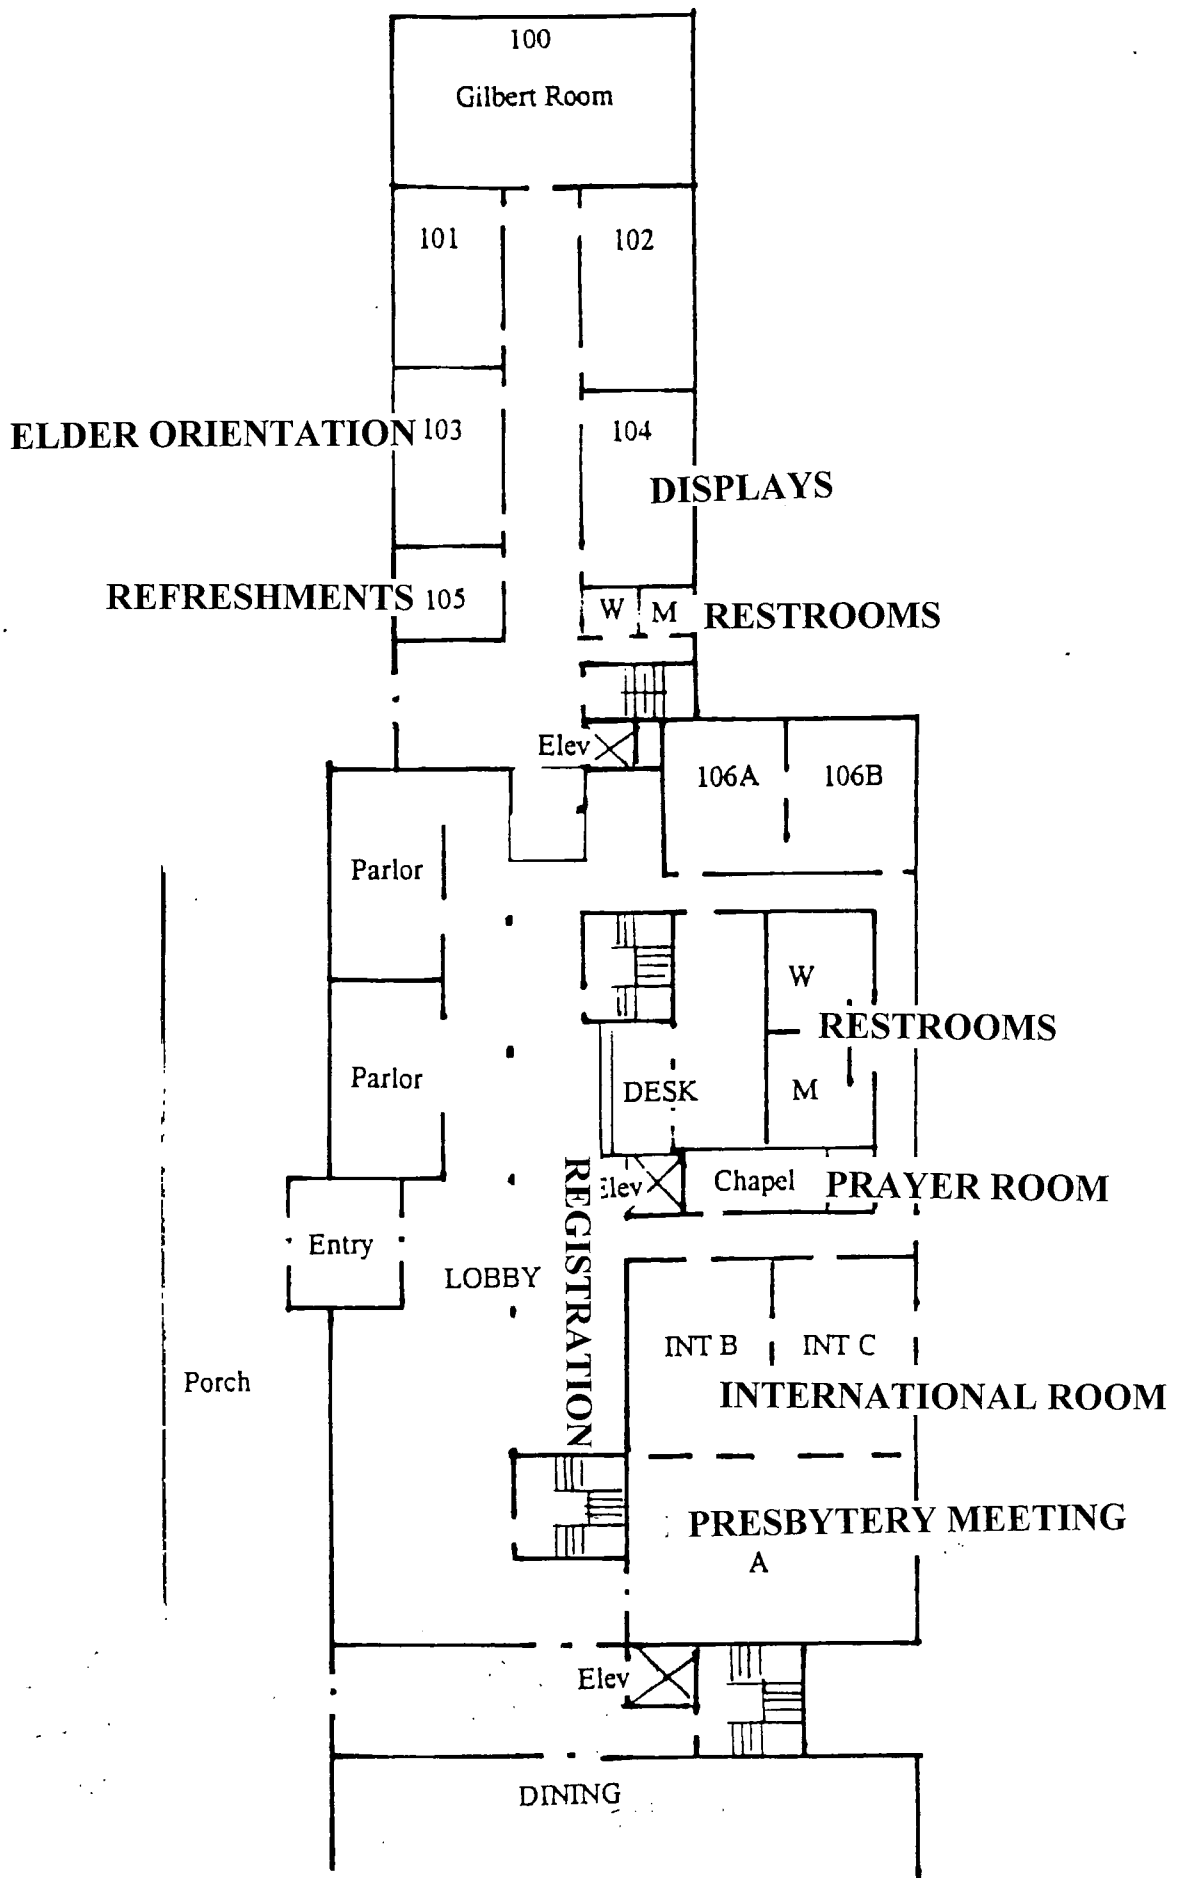 100
Gilbert Room
101
102
ELDER ORIENTATION 103
104
DISPLAYS
REFRESHMENTS 105
W
M
RESTROOMS
Elev
106A
106B
Parlor
W
RESTROOMS
Parlor
DESK
M
REGISTRATION
Elev
Chapel
PRAYER ROOM
Entry
LOBBY
INT B
INT C
Porch
INTERNATIONAL ROOM
PRESBYTERY MEETING
A
Elev
DINING